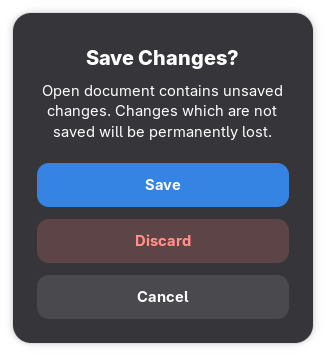 Save Changes?
Open document contains unsaved
changes. Changes which are not
saved will be permanently lost.
Save
Discard
Cancel